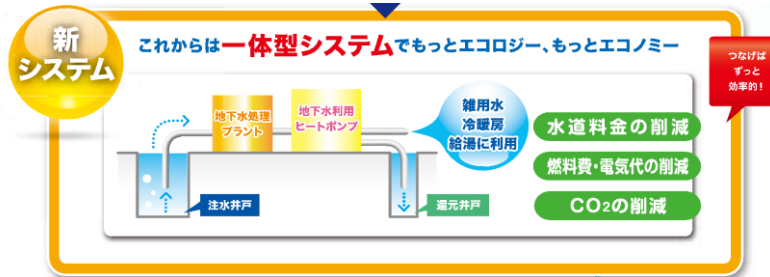 新
システム
これからは一体型システムでもっとエコロジー、もっとエコノミー
つなげば
ずっと
効率的!
地下水処理
プラント
地下水利用
ヒートポンプ
雑用水
冷暖房
給湯に利用
水道料金の削減
燃料費・電気代の削減
CO2の削減
注水井戸
還元井戸